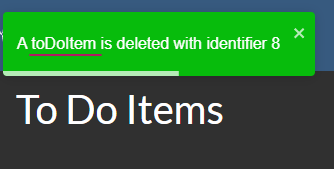 A toDoItem is deleted with identifier 8 ×
To Do Items